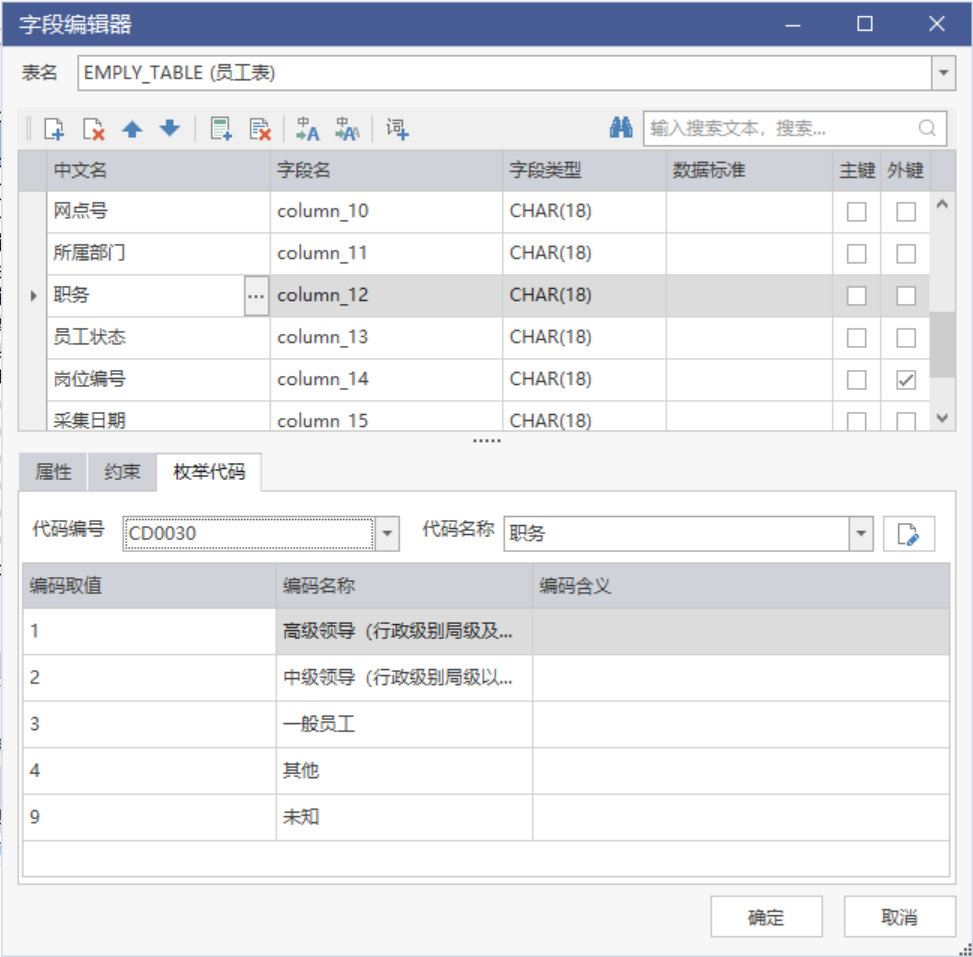 字段编辑器
表名 EMPLY_TABLE (员工表)
输入搜索文本，搜索...
中文名 字段名 字段类型 数据标准 主键 外键
网点号 column_10 CHAR(18)
所属部门 column_11 CHAR(18)
职务 ... column_12 CHAR(18)
员工状态 column_13 CHAR(18)
岗位编号 column_14 CHAR(18)
采集日期 column_15 CHAR(18)
属性 约束 枚举代码
代码编号 CD0030 代码名称 职务
编码取值 编码名称 编码含义
1 高级领导（行政级别局级及...
2 中级领导（行政级别局级以...
3 一般员工
4 其他
9 未知
确定 取消